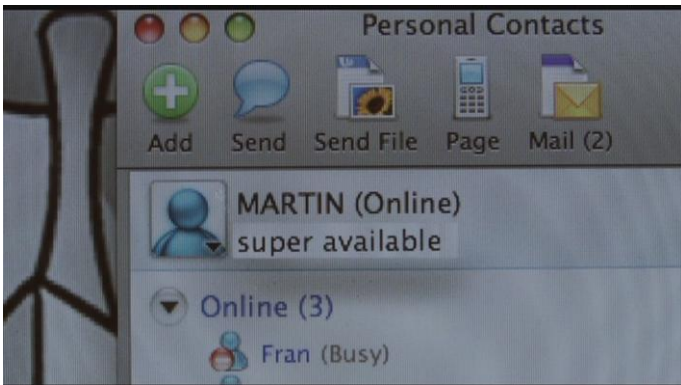 Personal Contacts
Add Send Send File Page Mail (2)
MARTIN (Online)
super available
Online (3)
Fran (Busy)